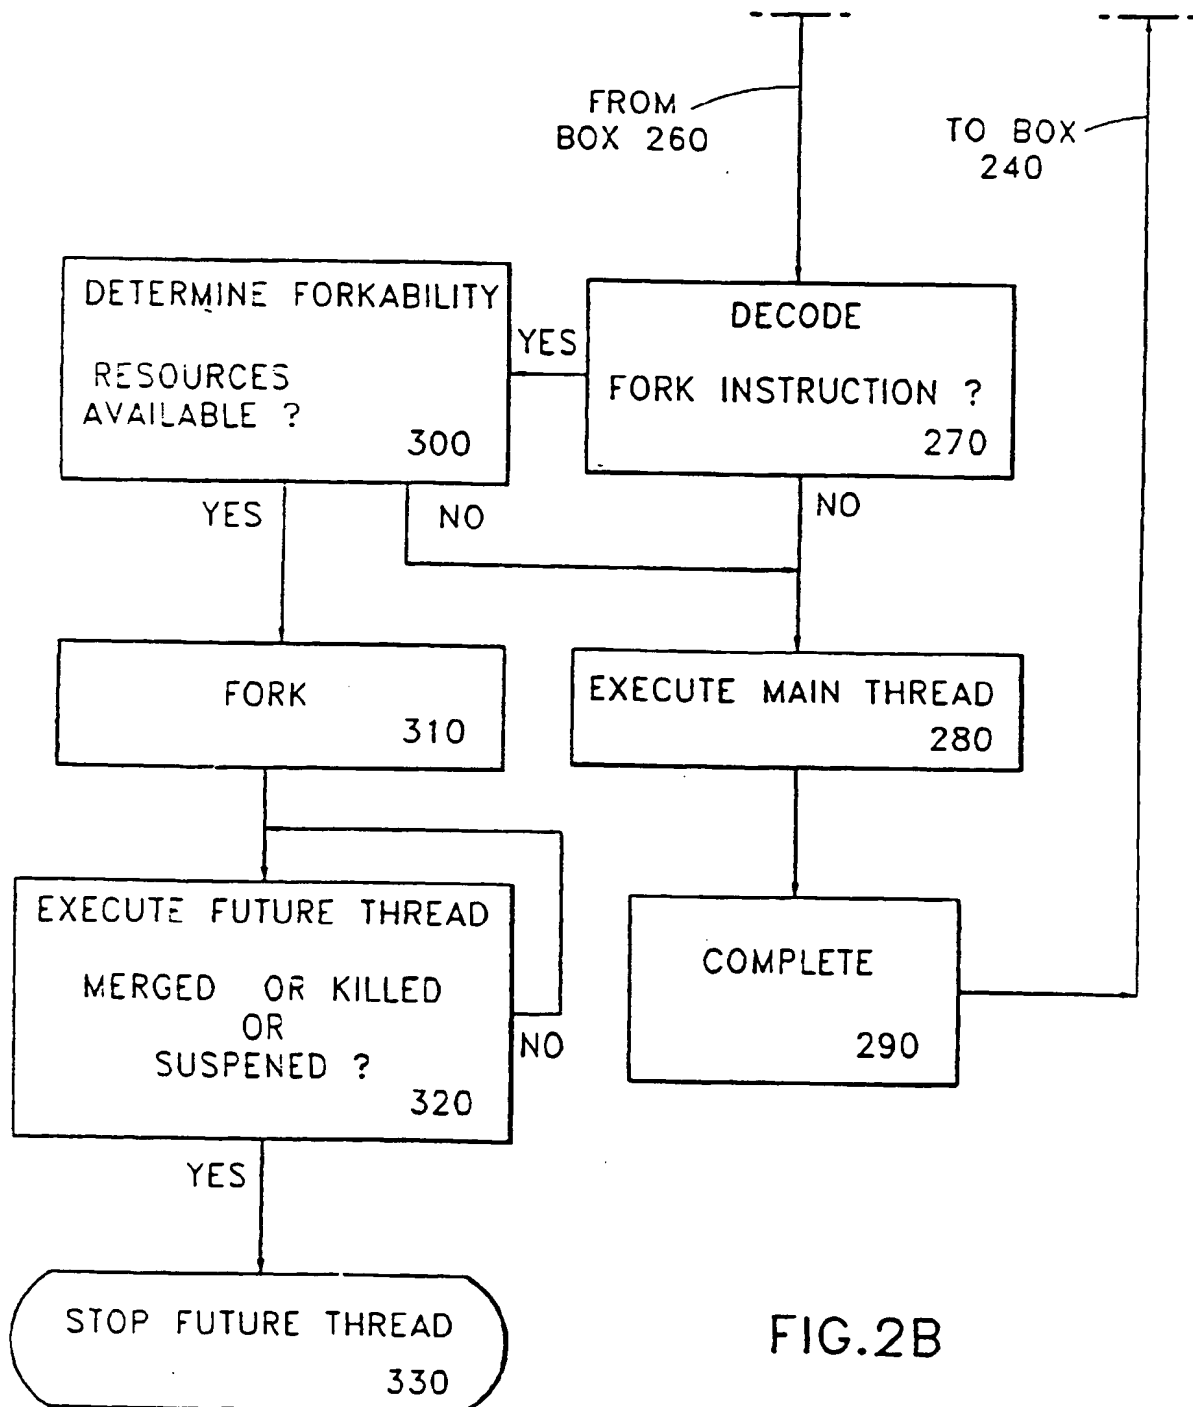 FROM
BOX 260
TO BOX
240
DETERMINE FORKABILITY
RESOURCES
AVAILABLE ?
300
YES
DECODE
FORK INSTRUCTION ?
270
YES
NO
NO
FORK
310
EXECUTE MAIN THREAD
280
EXECUTE FUTURE THREAD
MERGED OR KILLED
OR
SUSPENED ?
320
NO
COMPLETE
290
YES
STOP FUTURE THREAD
330
FIG.2B